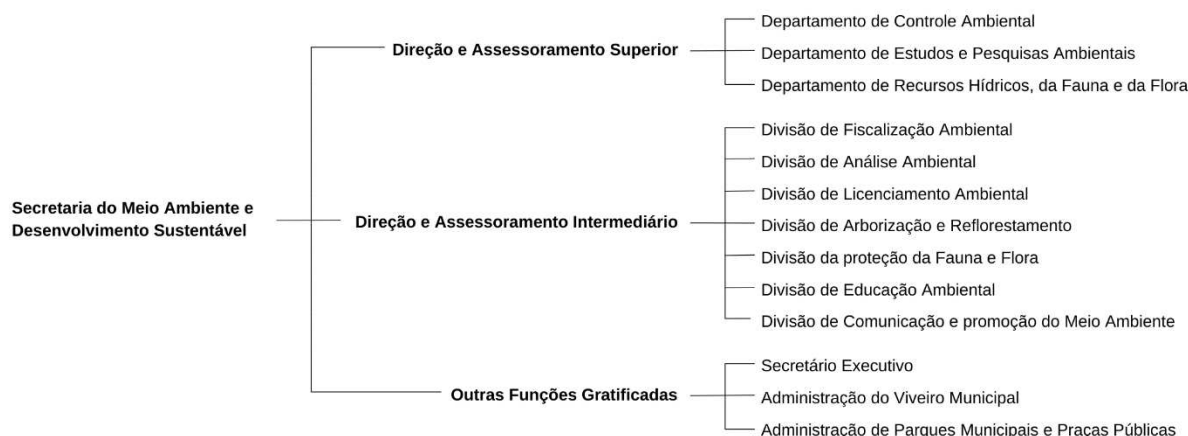 Secretaria do Meio Ambiente e
Desenvolvimento Sustentável
Direção e Assessoramento Superior
Departamento de Controle Ambiental
Departamento de Estudos e Pesquisas Ambientais
Departamento de Recursos Hídricos, da Fauna e da Flora
Direção e Assessoramento Intermediário
Divisão de Fiscalização Ambiental
Divisão de Análise Ambiental
Divisão de Licenciamento Ambiental
Divisão de Arborização e Reflorestamento
Divisão da proteção da Fauna e Flora
Divisão de Educação Ambiental
Divisão de Comunicação e promoção do Meio Ambiente
Outras Funções Gratificadas
Secretário Executivo
Administração do Viveiro Municipal
Administração de Parques Municipais e Praças Públicas